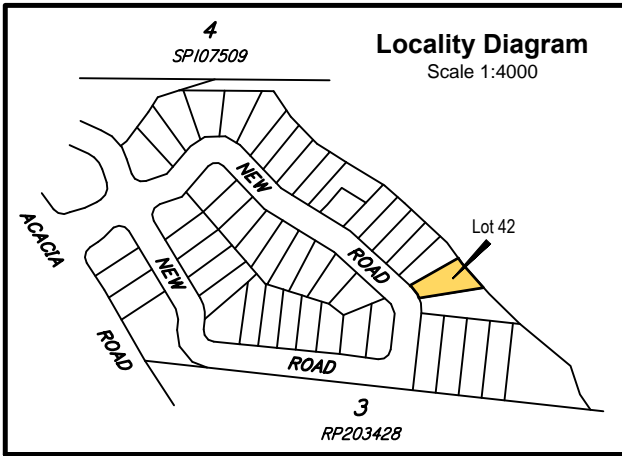 4
SP107509
Locality Diagram
Scale 1:4000
NEW
ROAD
Lot 42
ACACIA
ROAD
NEW
ROAD
3
RP203428